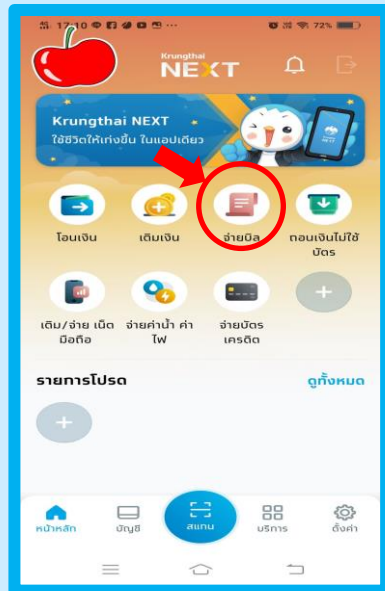 17:10
72%
Krungthai
NEXT
Krungthai NEXT
ใช้ชีวิตให้เก่งขึ้น ในแอปเดียว
โอนเงิน
เติมเงิน
จ่ายบิล
ถอนเงินไม่ใช้
บัตร
เติม/จ่าย เน็ต
มือถือ
จ่ายค่าน้ำ ค่า
ไฟ
จ่ายบัตร
เครดิต
รายการโปรด
ดูทั้งหมด
หน้าหลัก
บัญชี
สแกน
บริการ
ตั้งค่า